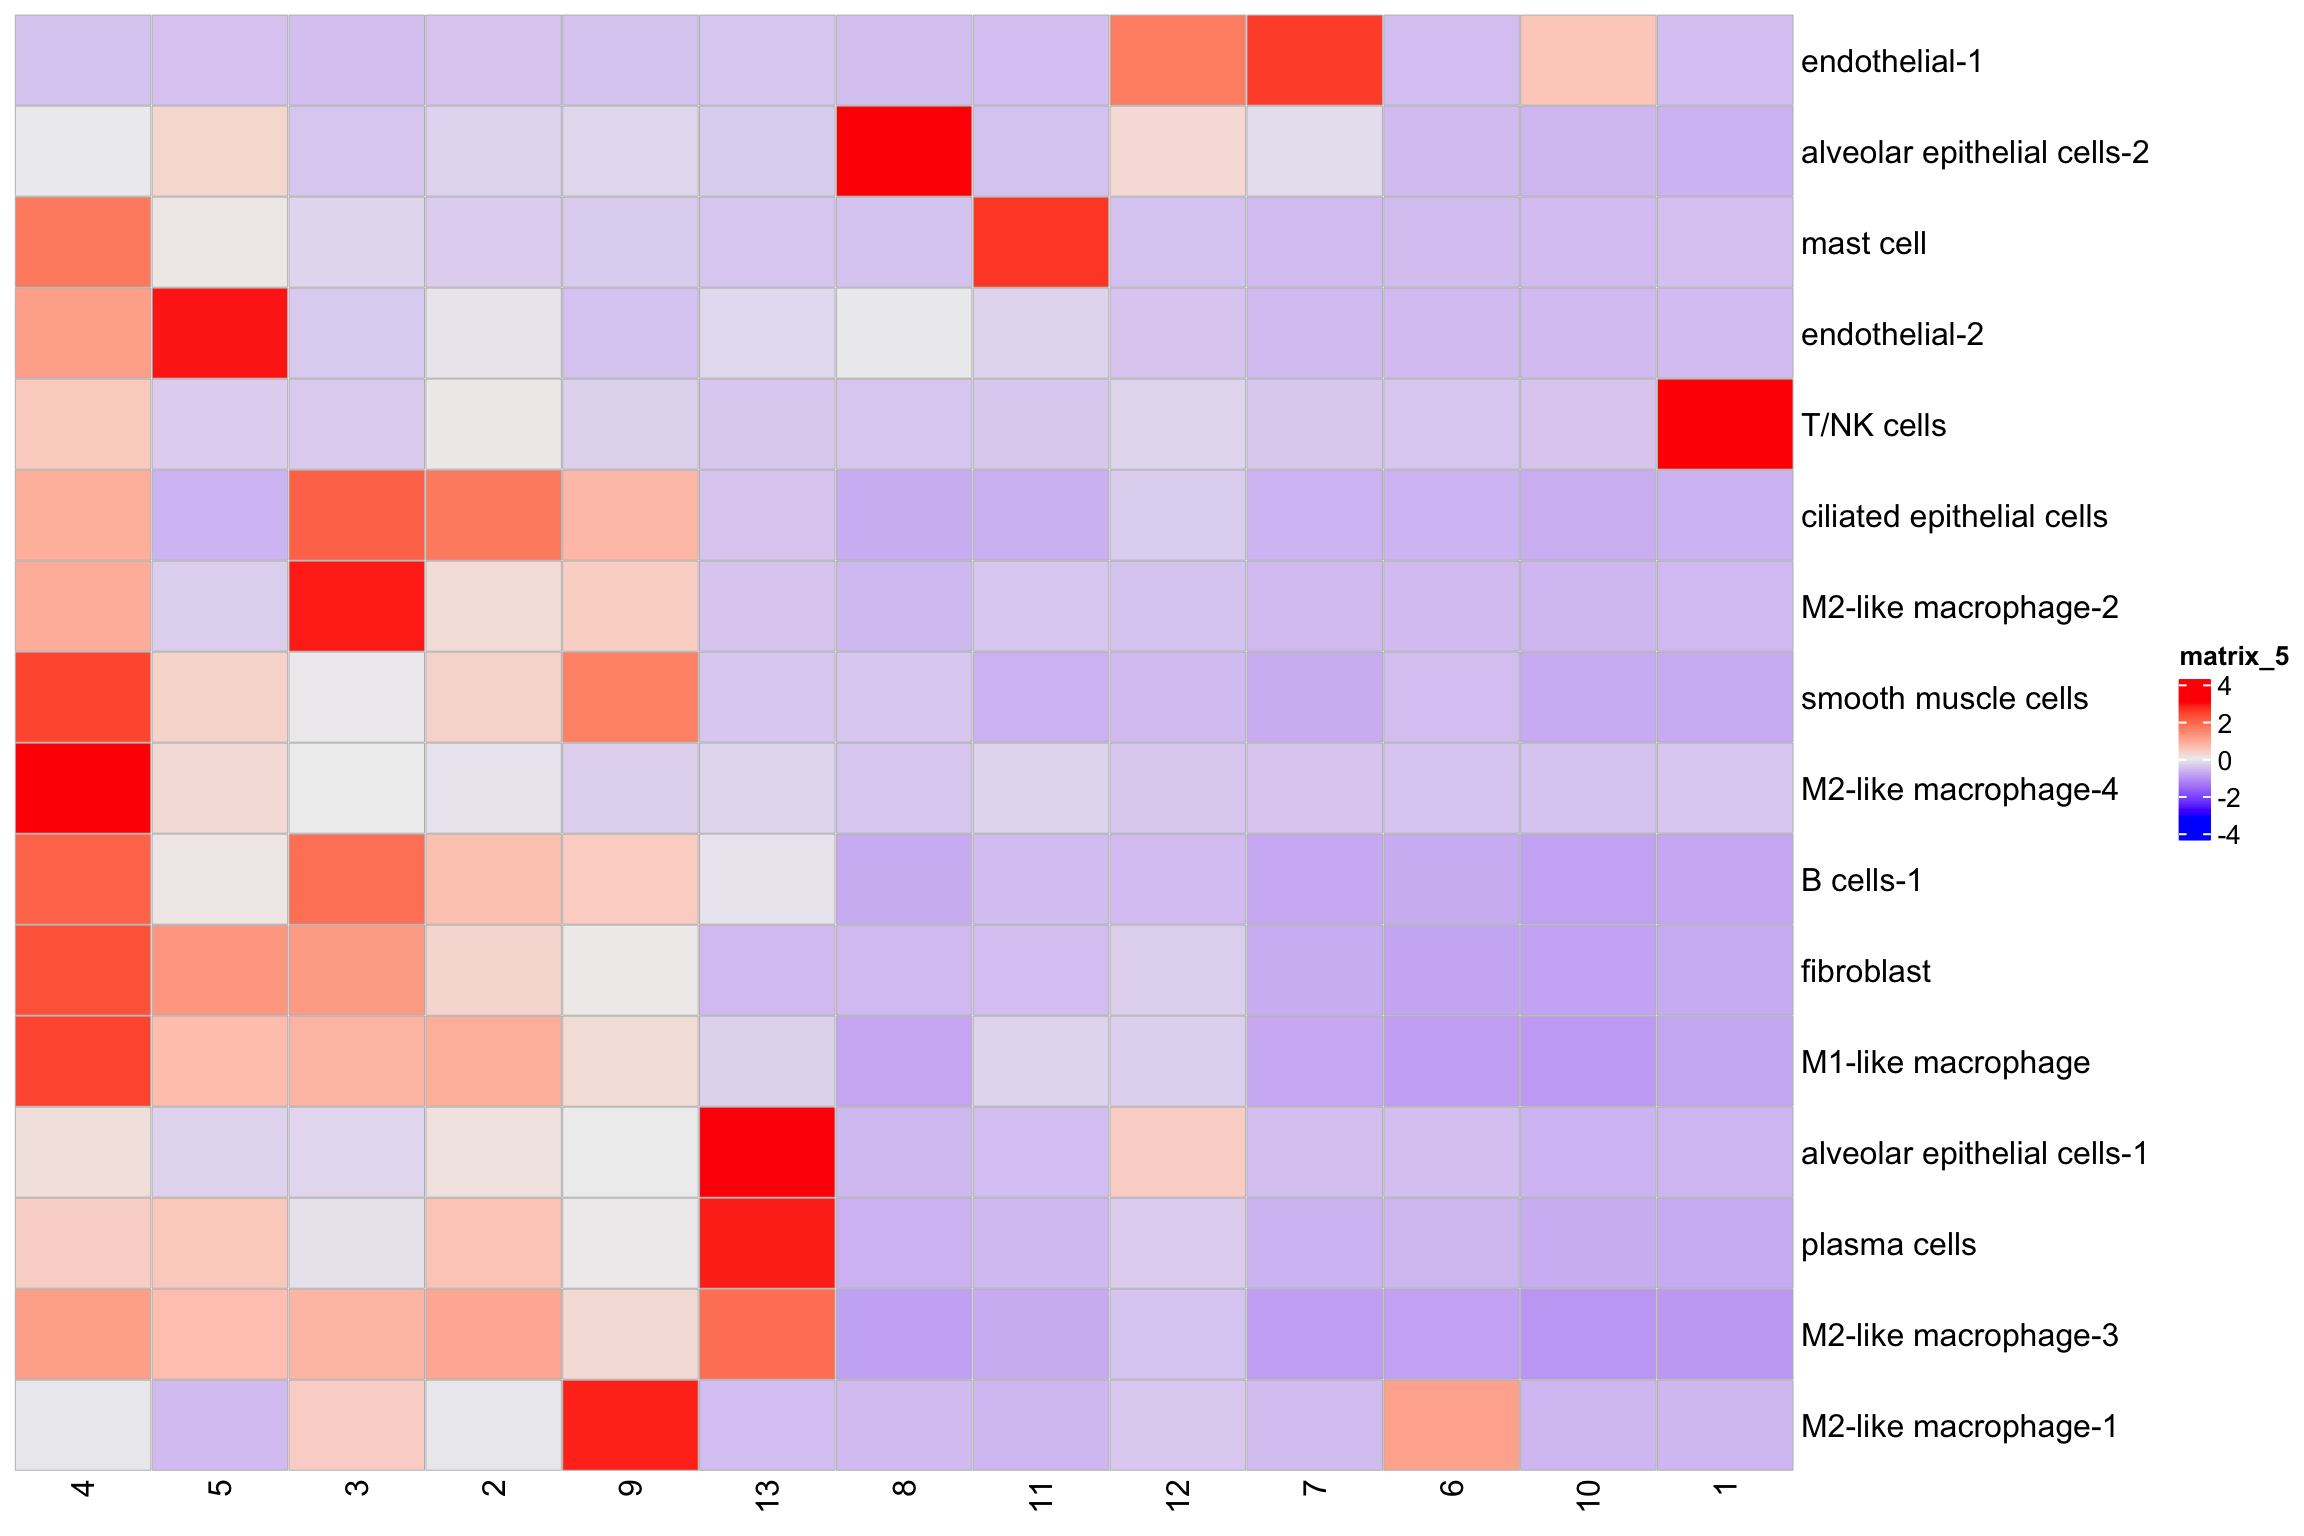 endothelial-1
alveolar epithelial cells-2
mast cell
endothelial-2
T/NK cells
ciliated epithelial cells
M2-like macrophage-2
smooth muscle cells
M2-like macrophage-4
B cells-1
fibroblast
M1-like macrophage
alveolar epithelial cells-1
plasma cells
M2-like macrophage-3
M2-like macrophage-1
4 5 3 2 9 13 8 11 12 7 6 10 1
matrix_5
4
2
0
-2
-4